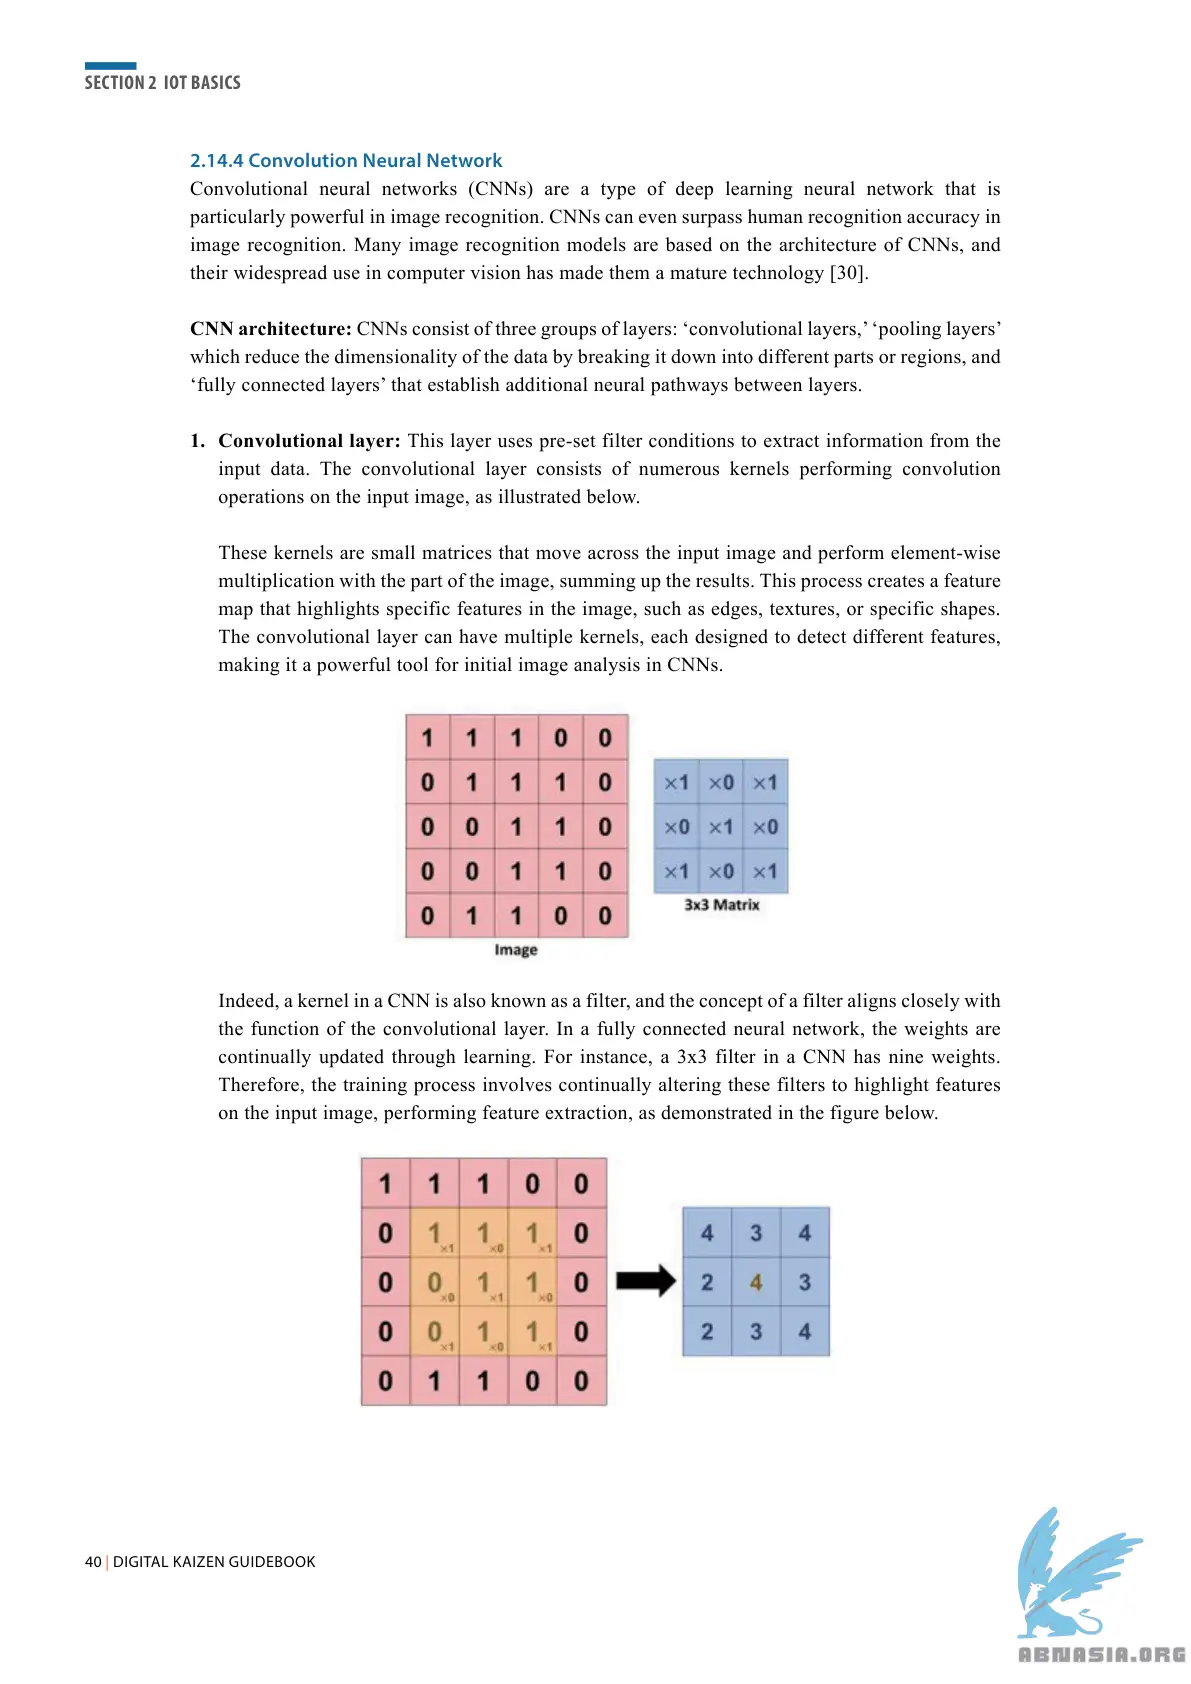 SECTION 2 IOT BASICS
2.14.4 Convolution Neural Network
Convolutional neural networks (CNNs) are a type of deep learning neural network that is
particularly powerful in image recognition. CNNs can even surpass human recognition accuracy in
image recognition. Many image recognition models are based on the architecture of CNNs, and
their widespread use in computer vision has made them a mature technology [30].
CNN architecture: CNNs consist of three groups of layers: ‘convolutional layers,’ ‘pooling layers’
which reduce the dimensionality of the data by breaking it down into different parts or regions, and
‘fully connected layers’ that establish additional neural pathways between layers.
1. Convolutional layer: This layer uses pre-set filter conditions to extract information from the
input data. The convolutional layer consists of numerous kernels performing convolution
operations on the input image, as illustrated below.
These kernels are small matrices that move across the input image and perform element-wise
multiplication with the part of the image, summing up the results. This process creates a feature
map that highlights specific features in the image, such as edges, textures, or specific shapes.
The convolutional layer can have multiple kernels, each designed to detect different features,
making it a powerful tool for initial image analysis in CNNs.
1 1 1 0 0
0 1 1 1 0
0 0 1 1 0
0 0 1 1 0
0 1 1 0 0
Image
×1 ×0 ×1
×0 ×1 ×0
×1 ×0 ×1
3x3 Matrix
Indeed, a kernel in a CNN is also known as a filter, and the concept of a filter aligns closely with
the function of the convolutional layer. In a fully connected neural network, the weights are
continually updated through learning. For instance, a 3x3 filter in a CNN has nine weights.
Therefore, the training process involves continually altering these filters to highlight features
on the input image, performing feature extraction, as demonstrated in the figure below.
1 1 1 0 0
0 1×1 1×0 1×1 0
0 0×0 1×1 1×0 0
0 0×1 1×0 1×1 0
0 1 1 0 0
4 3 4
2 4 3
2 3 4
40 | DIGITAL KAIZEN GUIDEBOOK
ABNASIA.ORG